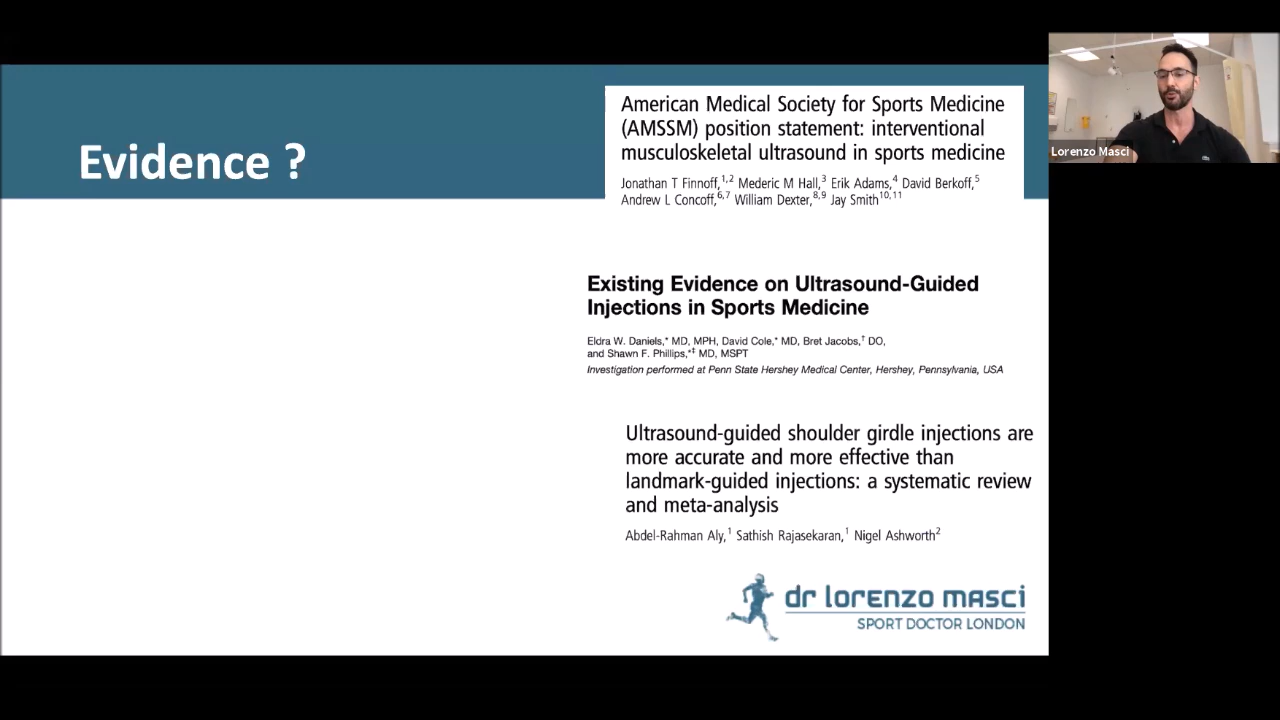 Evidence ?
American Medical Society for Sports Medicine
(AMSSM) position statement: interventional
musculoskeletal ultrasound in sports medicine
Jonathan T Finnoff,1,2 Mederic M Hall,3 Erik Adams,4 David Berkoff,5
Andrew L Concoff,6,7 William Dexter,8,9 Jay Smith10,11
Existing Evidence on Ultrasound-Guided
Injections in Sports Medicine
Eldra W. Daniels,* MD, MPH, David Cole,* MD, Bret Jacobs,† DO,
and Shawn F. Phillips,*‡ MD, MSPT
Investigation performed at Penn State Hershey Medical Center, Hershey, Pennsylvania, USA
Ultrasound-guided shoulder girdle injections are
more accurate and more effective than
landmark-guided injections: a systematic review
and meta-analysis
Abdel-Rahman Aly,1 Sathish Rajasekaran,1 Nigel Ashworth2
dr lorenzo masci
SPORT DOCTOR LONDON
Lorenzo Masci